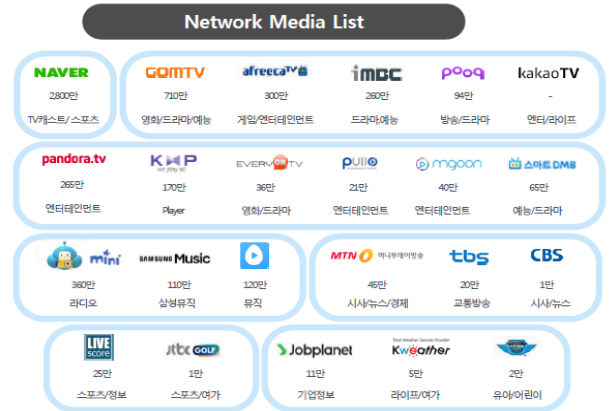 Network Media List
NAVER GOMTV afreecaTV iMBC pooq kakaoTV
2,800만 710만 300만 260만 94만 -
TV캐스트/ 스포츠 영화/드라마/예능 게임/엔터테인먼트 드라마,예능 방송/드라마 엔터/라이프
pandora.tv KMP EVERY ON TV PULLO mgoon 스마트DMB
we play all
265만 170만 36만 21만 40만 65만
엔터테인먼트 Player 영화/드라마 엔터테인먼트 엔터테인먼트 예능/드라마
mini SAMSUNG Music MTN 머니투데이방송 tbs CBS
360만 110만 120만 45만 20만 1만
라디오 삼성뮤직 뮤직 시사/뉴스/경제 교통방송 시사/뉴스
LIVE score jtbc GOLF Jobplanet Total Weather Service Provider Kweather
25만 1만 11만 5만 2만
스포츠/정보 스포츠/여가 기업정보 라이프/여가 유아/어린이